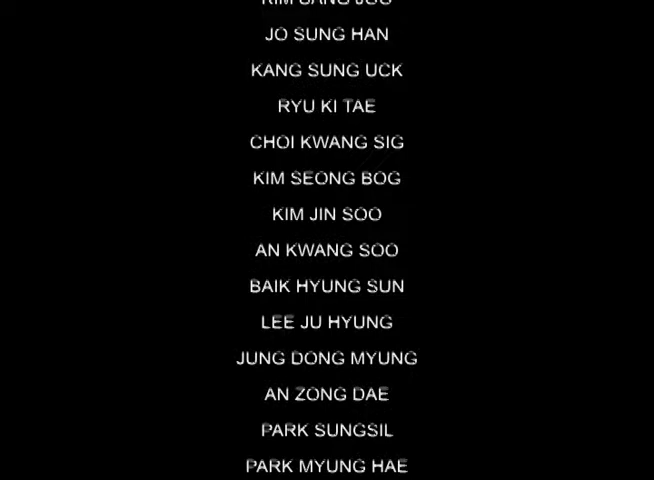 JO SUNG HAN
KANG SUNG UCK
RYU KI TAE
CHOI KWANG SIG
KIM SEONG BOG
KIM JIN SOO
AN KWANG SOO
BAIK HYUNG SUN
LEE JU HYUNG
JUNG DONG MYUNG
AN ZONG DAE
PARK SUNGSIL
PARK MYUNG HAE